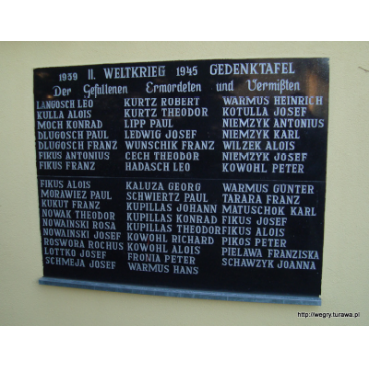 1939 II. WELTKRIEG 1945 GEDENKTAFEL
Der Gefallenen Ermordeten und Vermißten
LANGOSCH LEO KURTZ ROBERT WARMUS HEINRICH
KULLA ALOIS KURTZ THEODOR KOTULLA JOSEF
MOCH KONRAD LIPP PAUL NIEMZYK ANTONIUS
DLUGOSCH PAUL LEDWIG JOSEF NIEMZYK KARL
DLUGOSCH FRANZ WUNSCHIK FRANZ WILZEK ALOIS
FIKUS ANTONIUS CECH THEODOR NIEMZYK JOSEF
FIKUS FRANZ HADASCH LEO KOWOHL PETER
FIKUS ALOIS KALUZA GEORG WARMUS GÜNTER
MORAWIEZ PAUL SCHWIERTZ PAUL TARARA FRANZ
KUKUT FRANZ KUPILLAS JOHANN MATUSCHOK KARL
NOWAK THEODOR KUPILLAS KONRAD FIKUS JOSEF
NOWAINSKI ROSA KUPILLAS THEODOR FIKUS ALOIS
NOWAINSKI JOSEF KOWOHL RICHARD PIKOS PETER
ROSWORA ROCHUS KOWOHL ALOIS PIELAWA FRANZISKA
LOTTKO JOSEF FRONIA PETER SCHAWZYK JOANNA
SCHMEJA JOSEF WARMUS HANS
http://wegry.turawa.pl